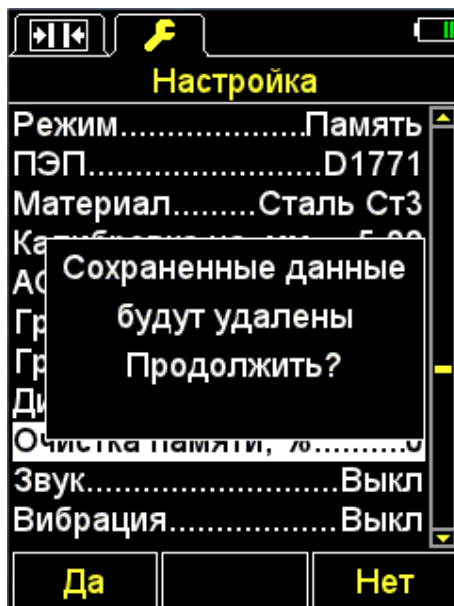 Настройка
Режим....................Память
ПЭП.........................D1771
Материал.........Сталь Ст3
Сохраненные данные
будут удалены
Продолжить?
Очистка памяти, %..........0
Звук...........................Выкл
Вибрация..................Выкл
Да
Нет